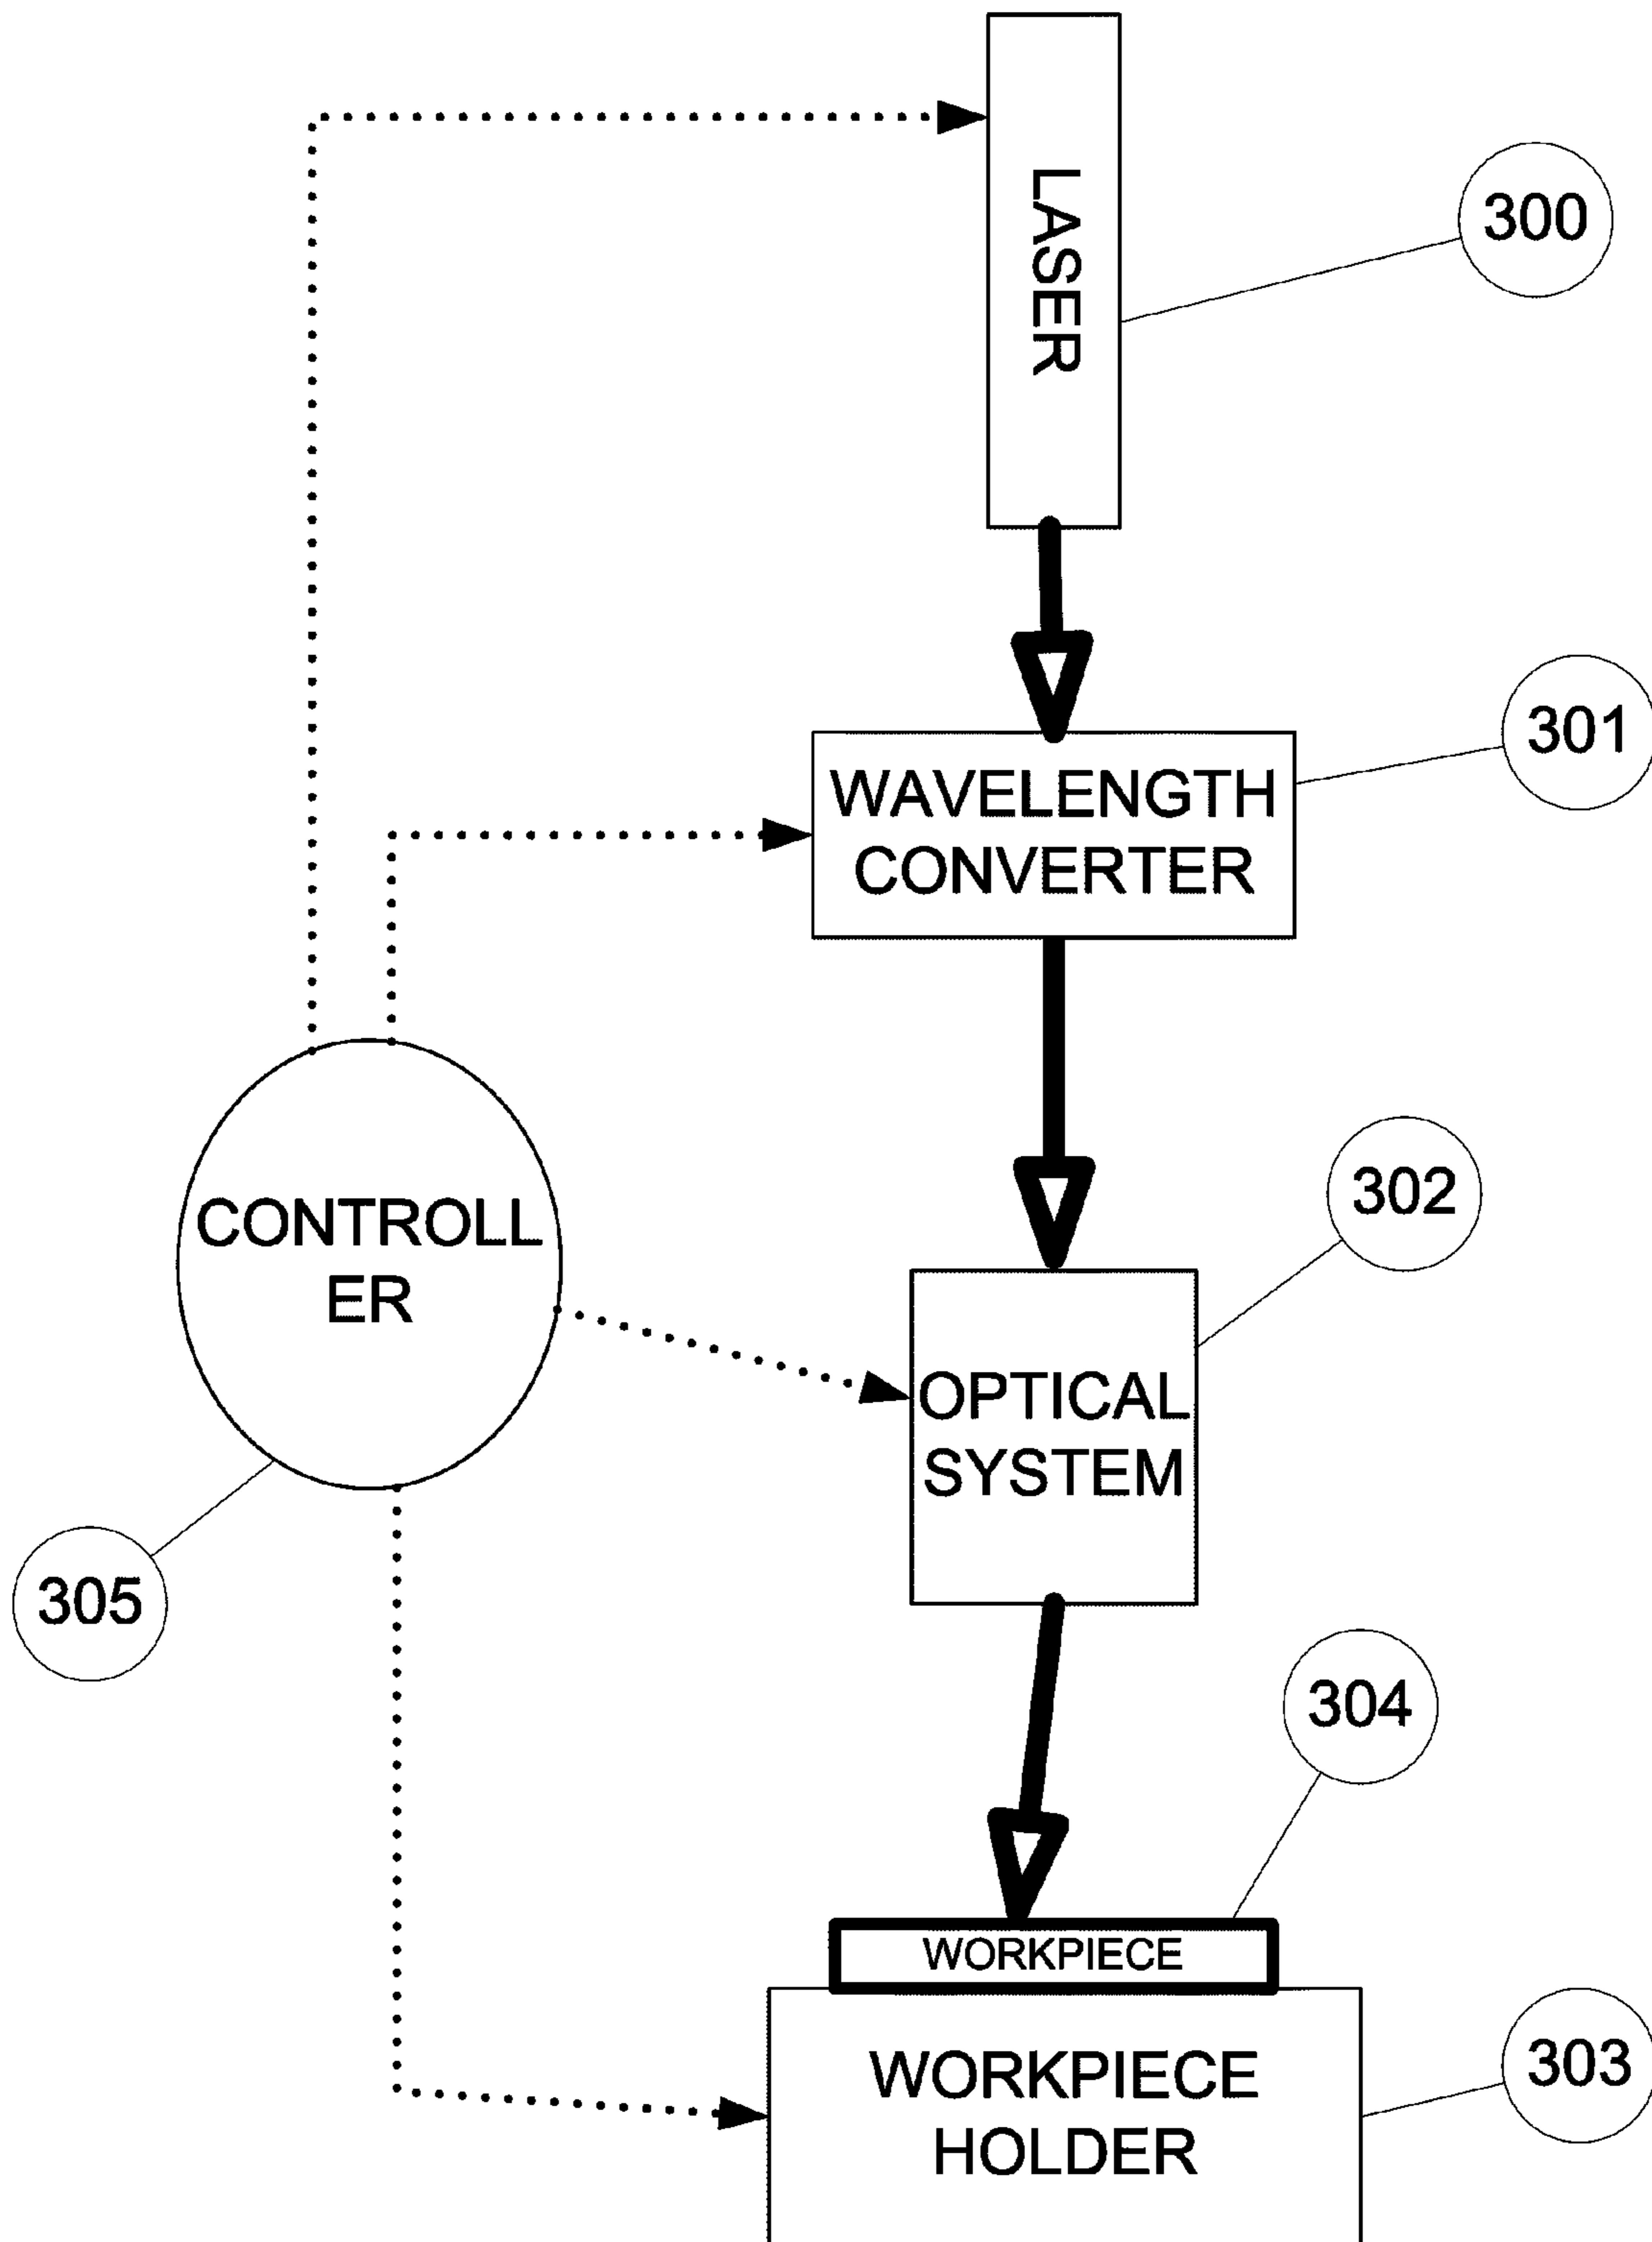 LASER
300
301
WAVELENGTH
CONVERTER
302
CONTROLL
ER
OPTICAL
SYSTEM
305
304
WORKPIECE
303
WORKPIECE
HOLDER